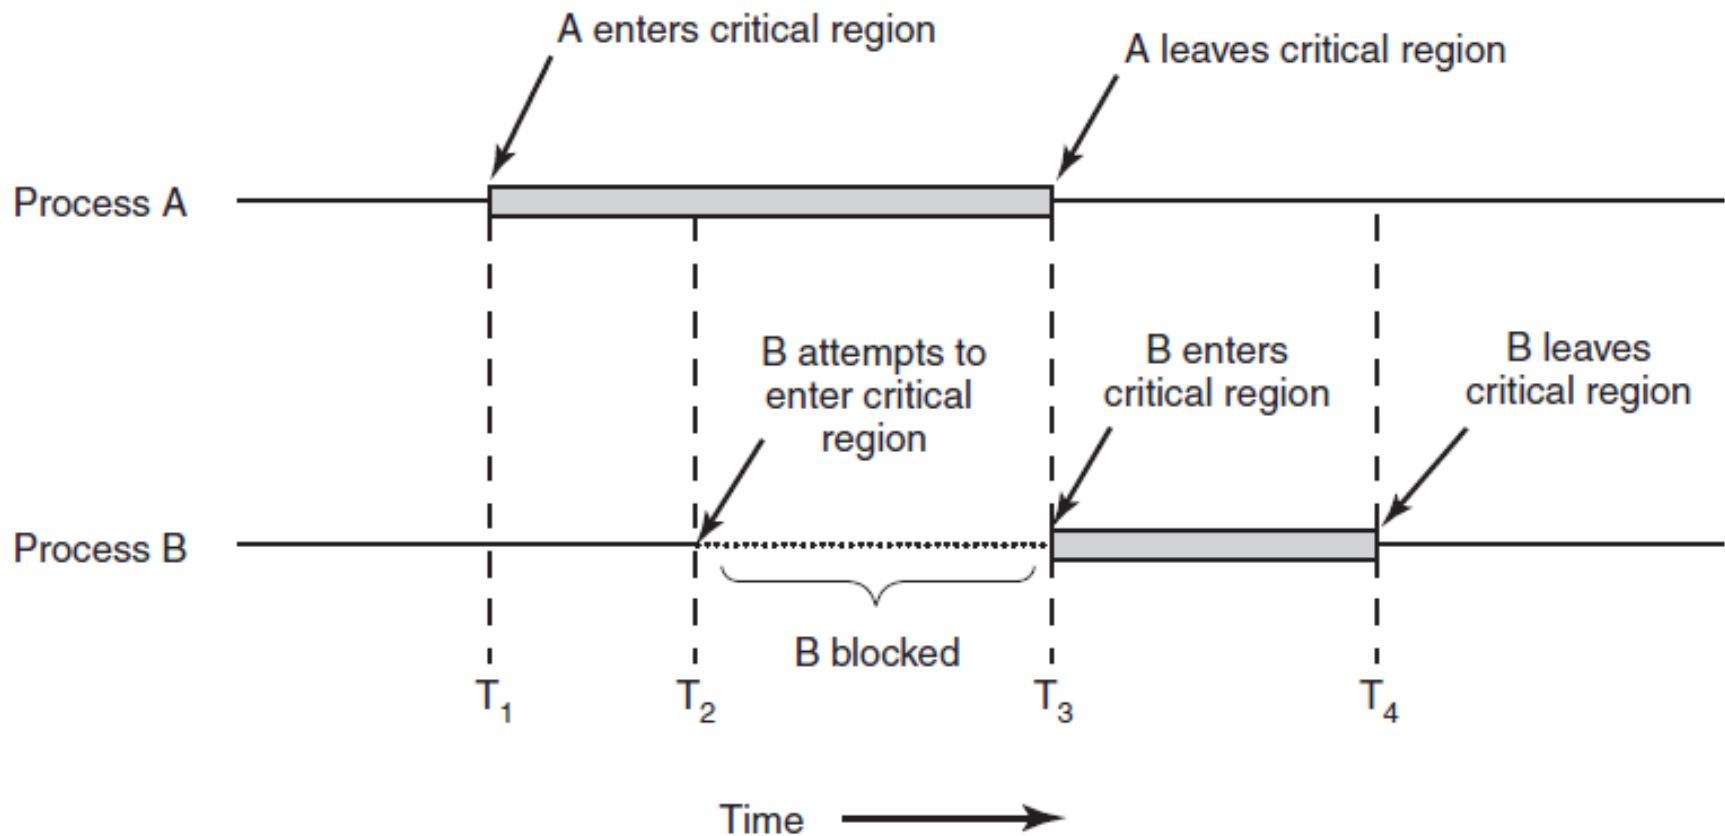 A enters critical region
A leaves critical region
Process A
B attempts to
enter critical
region
B enters
critical region
B leaves
critical region
Process B
B blocked
T1
T2
T3
T4
Time